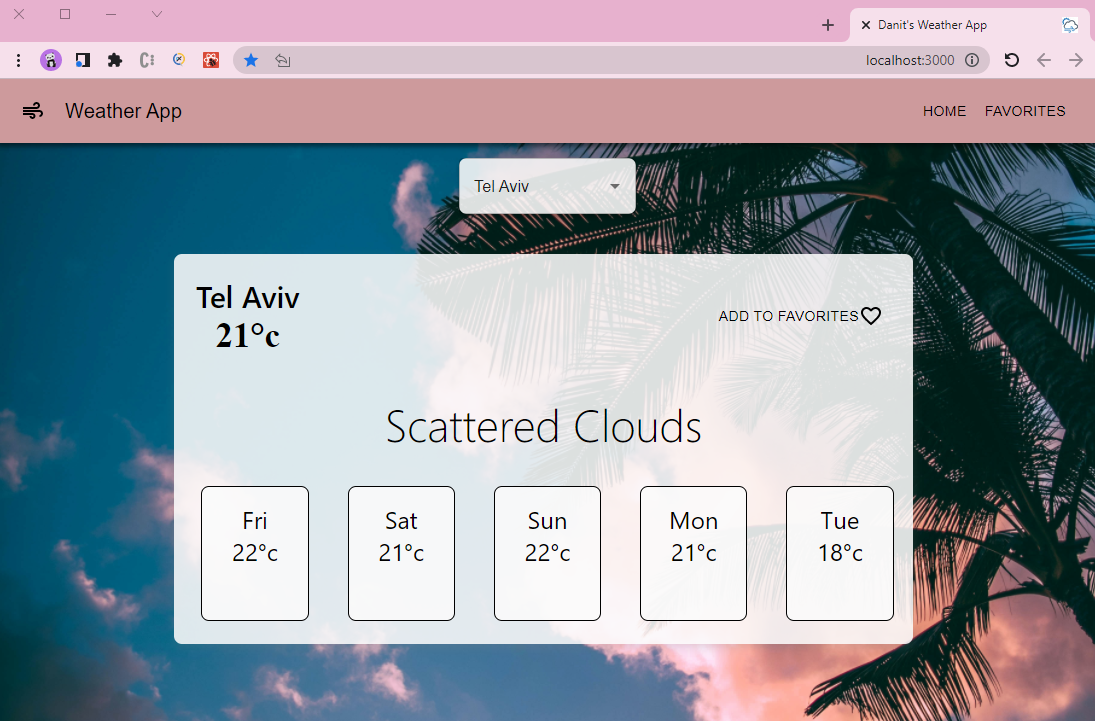 Danit's Weather App
localhost:3000
Weather App
HOME
FAVORITES
Tel Aviv
Tel Aviv
21°c
ADD TO FAVORITES
Scattered Clouds
Fri
22°c
Sat
21°c
Sun
22°c
Mon
21°c
Tue
18°c